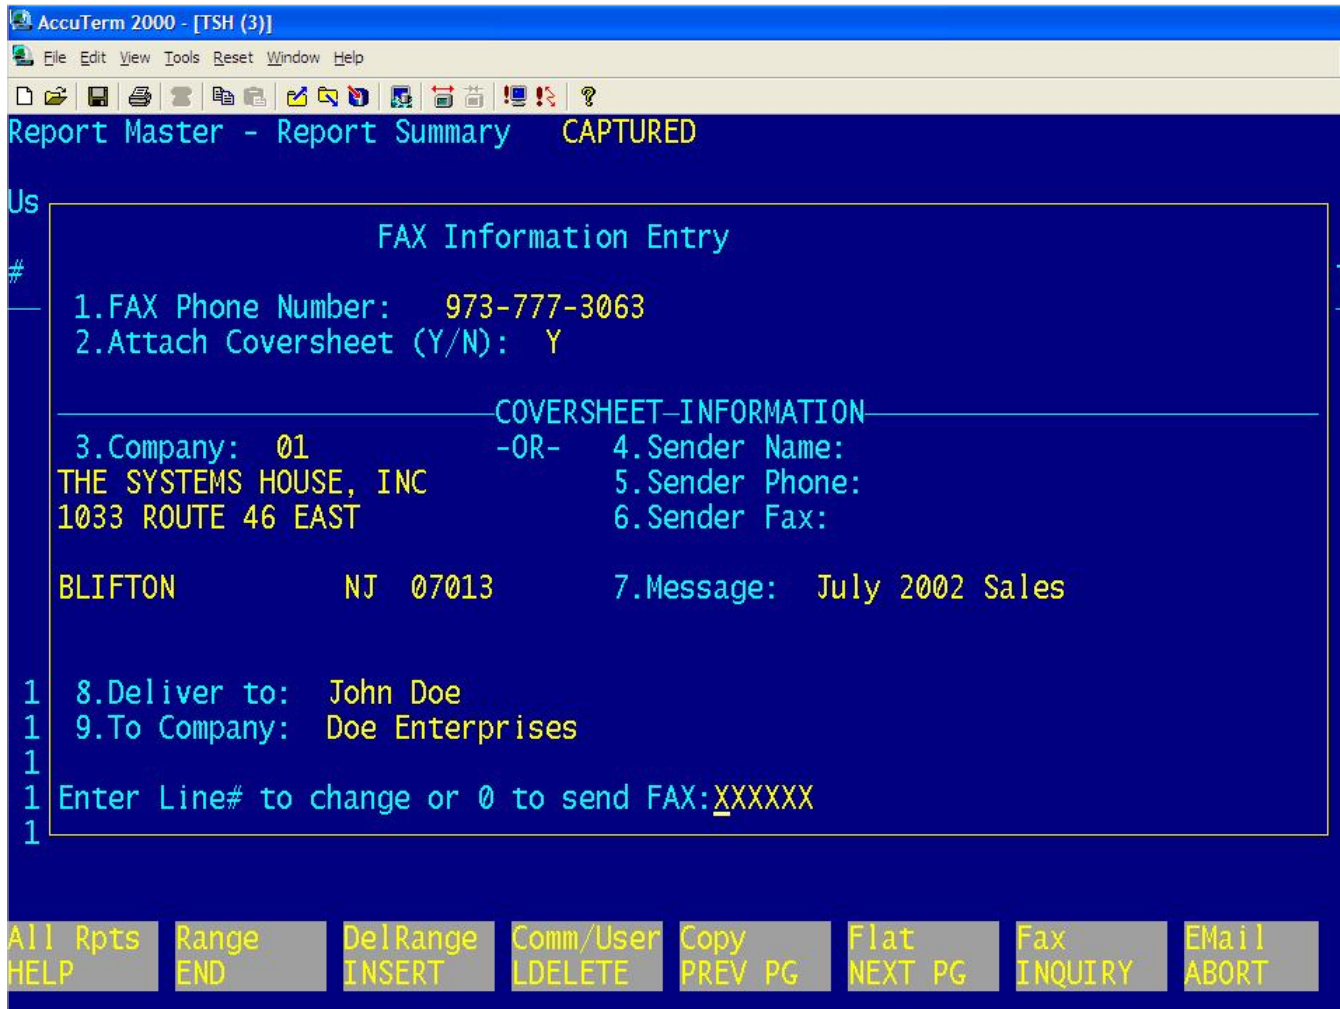 AccuTerm 2000 - [TSH (3)]
File Edit View Tools Reset Window Help
Report Master - Report Summary CAPTURED
Us
FAX Information Entry
#
1.FAX Phone Number: 973-777-3063
2.Attach Coversheet (Y/N): Y
COVERSHEET-INFORMATION
3.Company: 01 -OR- 4.Sender Name:
THE SYSTEMS HOUSE, INC 5.Sender Phone:
1033 ROUTE 46 EAST 6.Sender Fax:
BLIFTON NJ 07013 7.Message: July 2002 Sales
1 8.Deliver to: John Doe
1 9.To Company: Doe Enterprises
1
1 Enter Line# to change or 0 to send FAX:XXXXXX
1
All Rpts Range DelRange Comm/User Copy Flat Fax EMail
HELP END INSERT LDELETE PREV PG NEXT PG INQUIRY ABORT